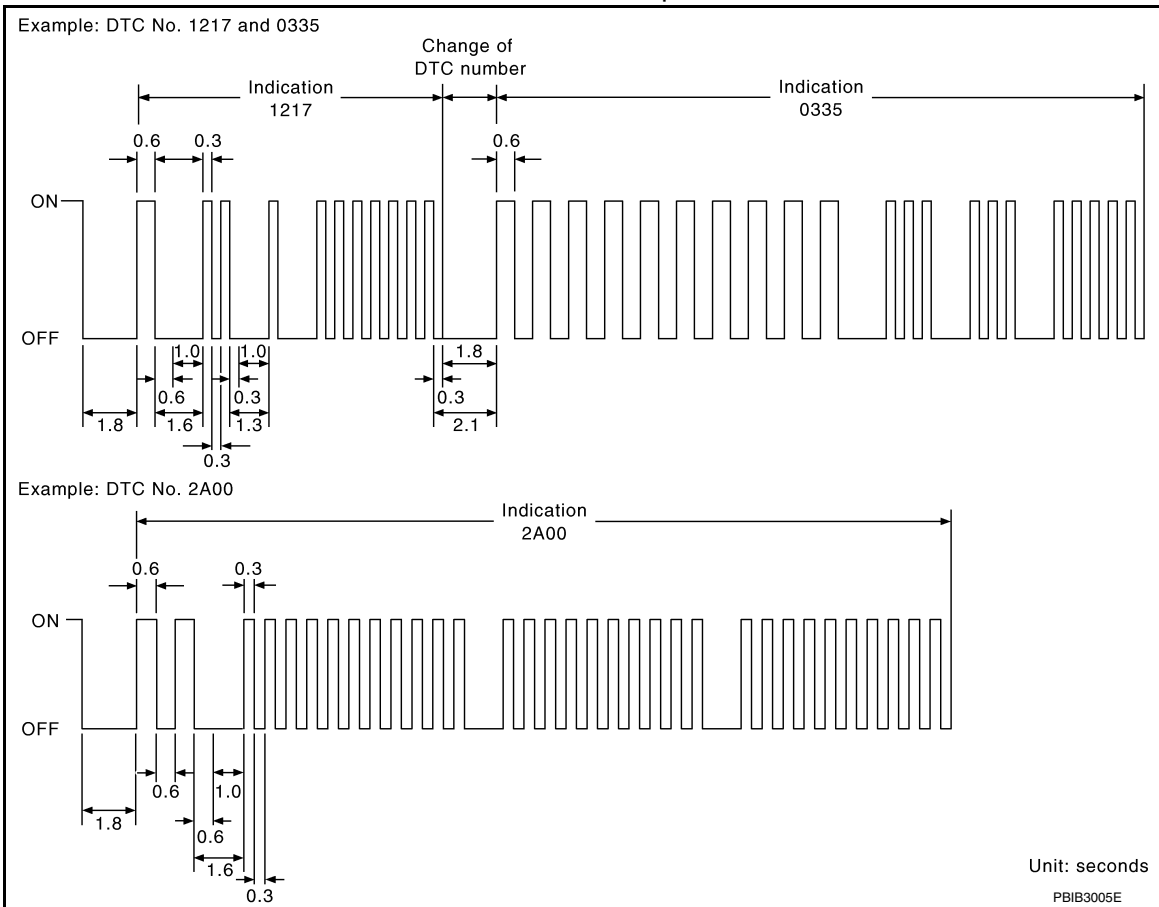 Example: DTC No. 1217 and 0335
Change of
DTC number
Indication
1217
Indication
0335
0.6
0.3
0.6
ON
OFF
1.0
1.0
1.8
0.6
0.3
0.3
1.8
1.6
1.3
2.1
0.3
Example: DTC No. 2A00
Indication
2A00
0.6
0.3
ON
OFF
0.6
1.0
1.8
0.6
1.6
0.3
Unit: seconds
PBIB3005E